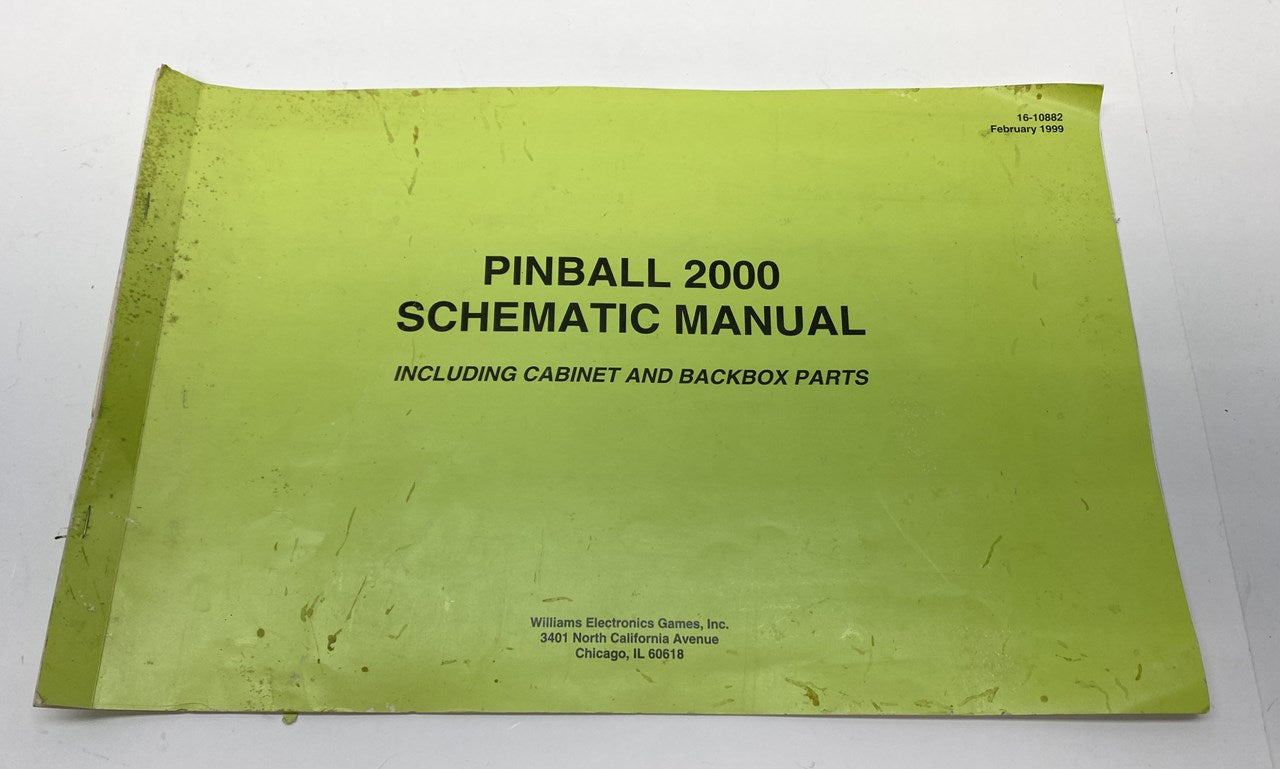 16-10882
February 1999
PINBALL 2000
SCHEMATIC MANUAL
INCLUDING CABINET AND BACKBOX PARTS
Williams Electronics Games, Inc.
3401 North California Avenue
Chicago, IL 60618